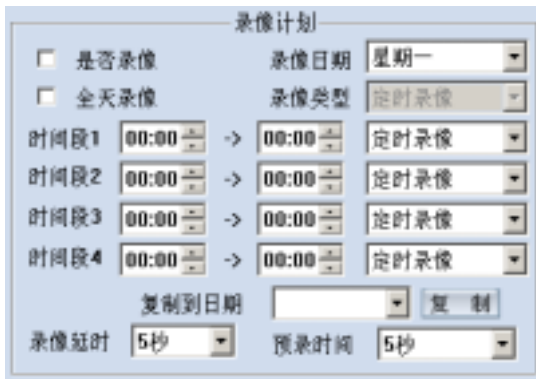 录像计划
是否录像 录像日期 星期一
全天录像 录像类型 定时录像
时间段1 00:00 -> 00:00 定时录像
时间段2 00:00 -> 00:00 定时录像
时间段3 00:00 -> 00:00 定时录像
时间段4 00:00 -> 00:00 定时录像
复制到日期 复 制
录像延时 5秒 预录时间 5秒